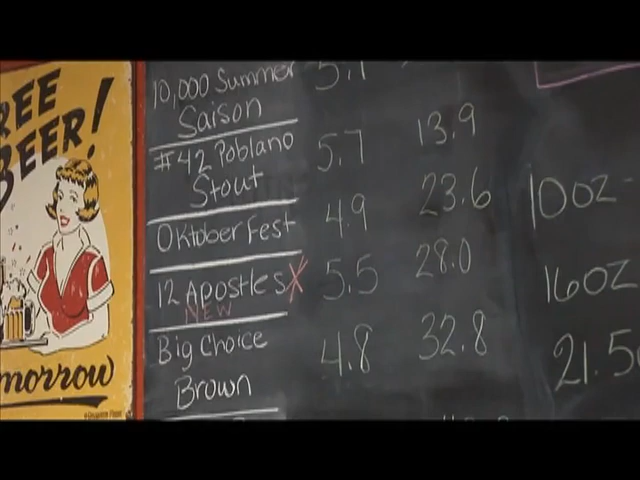 REE
BEER!
morrow
10,000 Summer 5.7
Saison
#42 Poblano 5.7 13.9
Stout
Oktober Fest 4.9 23.6
12 Apostles X 5.5 28.0
NEW
Big Choice 4.8 32.8
Brown
10oz-
16oz
21.50